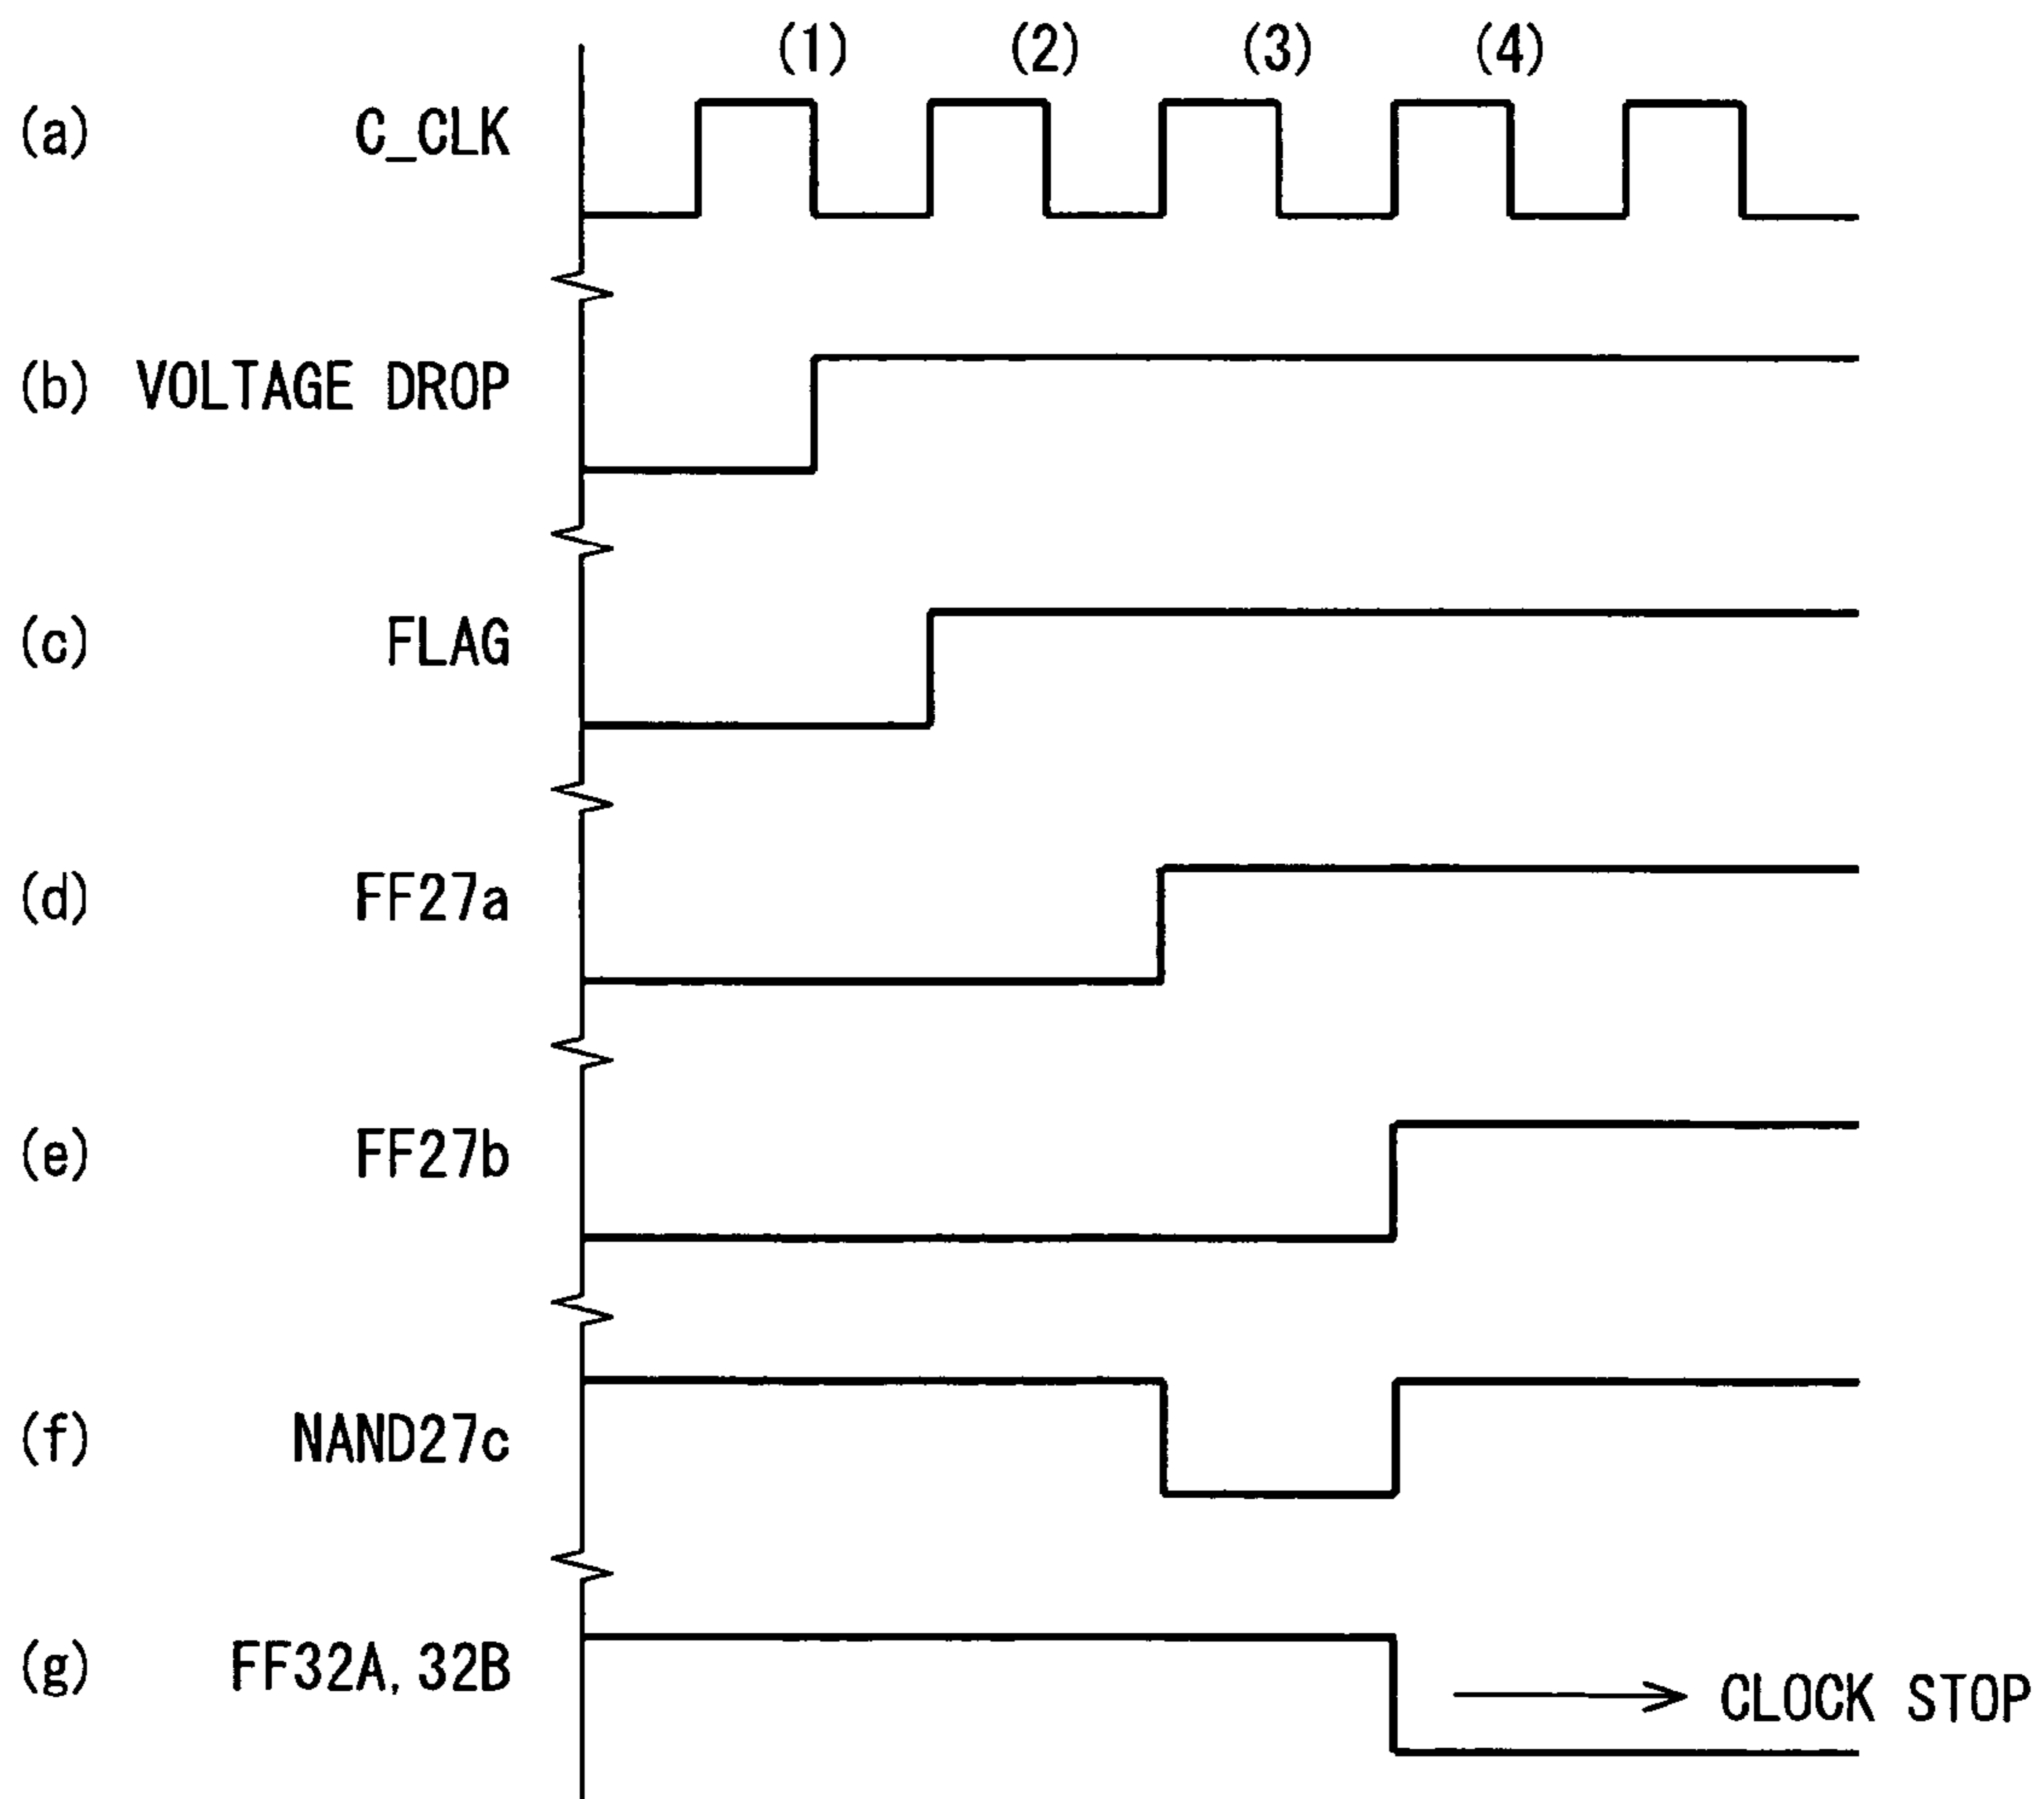 (1) (2) (3) (4)
(a) C_CLK
(b) VOLTAGE DROP
(c) FLAG
(d) FF27a
(e) FF27b
(f) NAND27c
(g) FF32A, 32B
CLOCK STOP